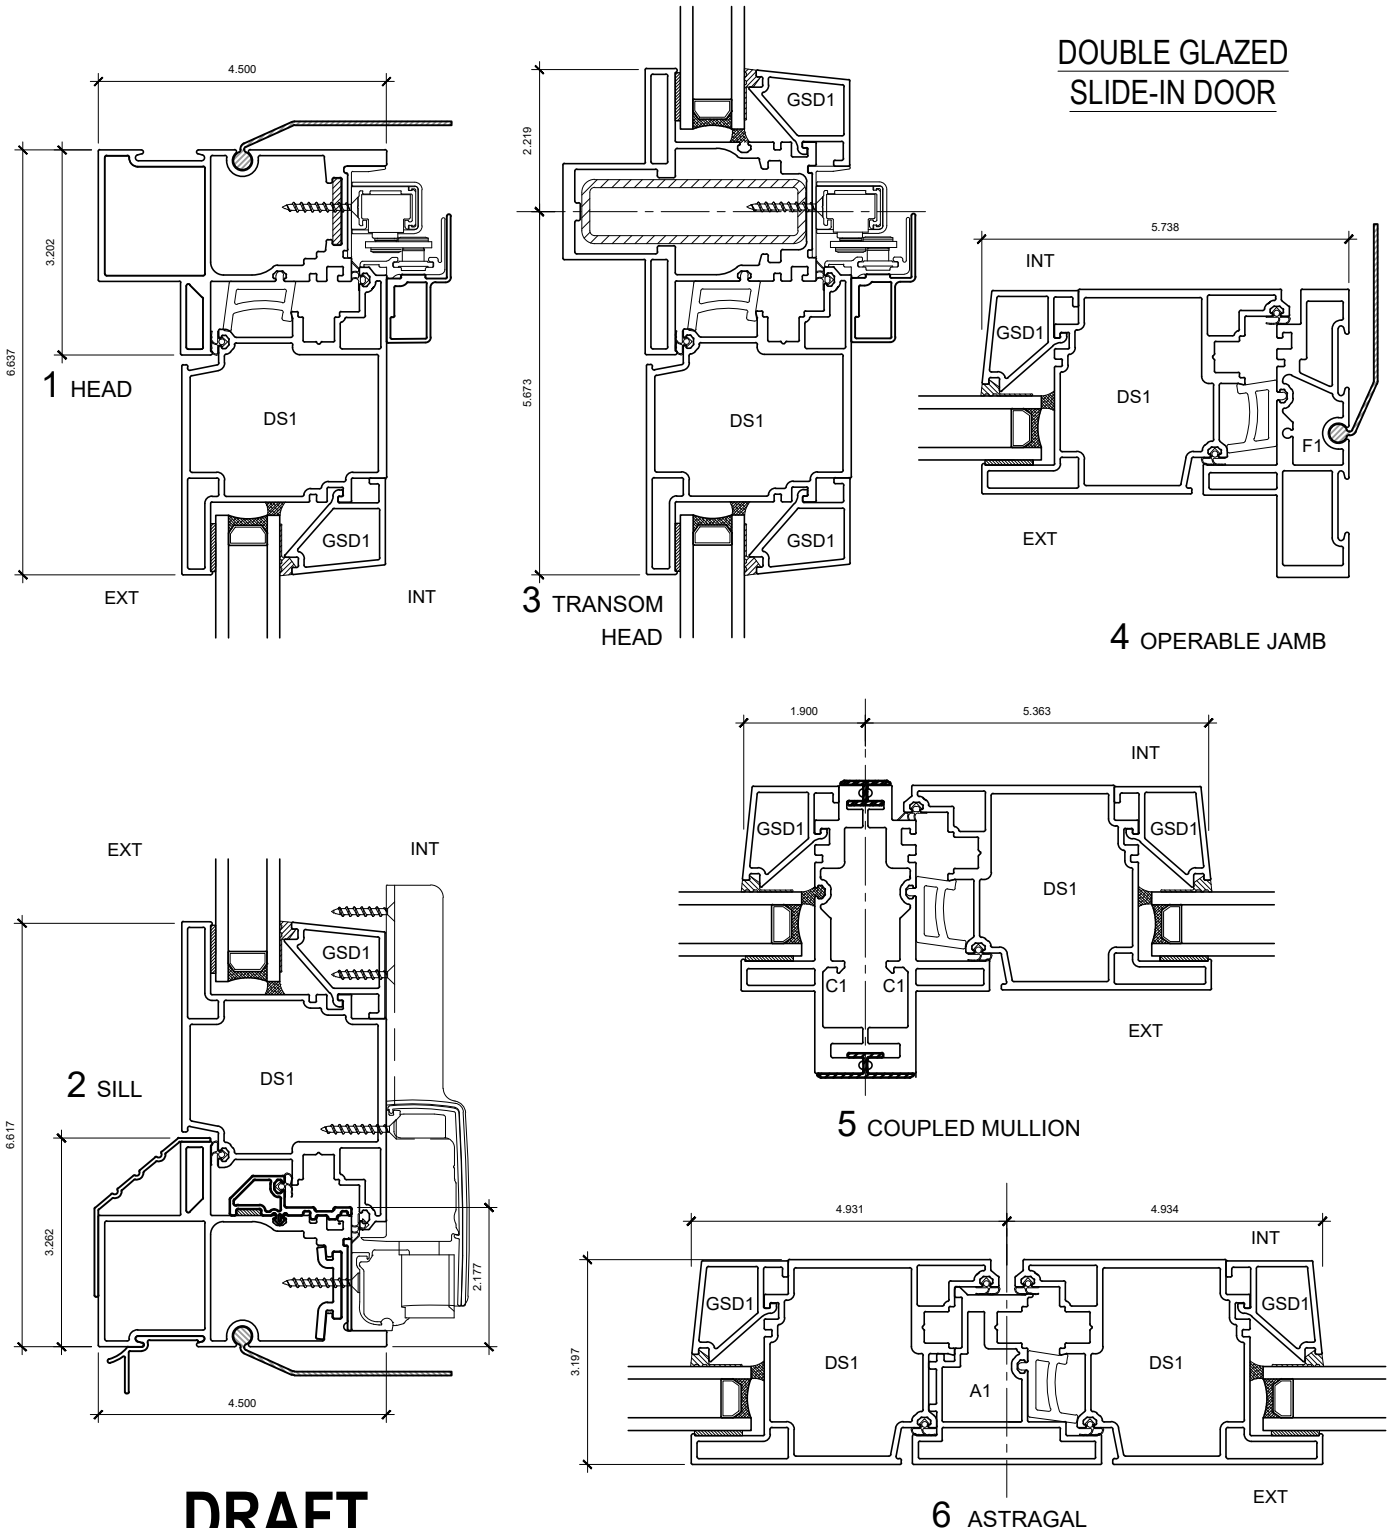 DOUBLE GLAZED
SLIDE-IN DOOR
4.500
3.202
6.637
1 HEAD
DS1
GSD1
EXT
INT
2.219
5.673
GSD1
DS1
GSD1
3 TRANSOM
HEAD
5.738
INT
GSD1
DS1
F1
EXT
4 OPERABLE JAMB
EXT
INT
GSD1
DS1
2 SILL
6.617
3.262
2.177
4.500
1.900
5.363
INT
GSD1
GSD1
DS1
C1
C1
EXT
5 COUPLED MULLION
4.931
4.934
INT
GSD1
GSD1
DS1
DS1
A1
3.197
EXT
6 ASTRAGAL
DRAFT